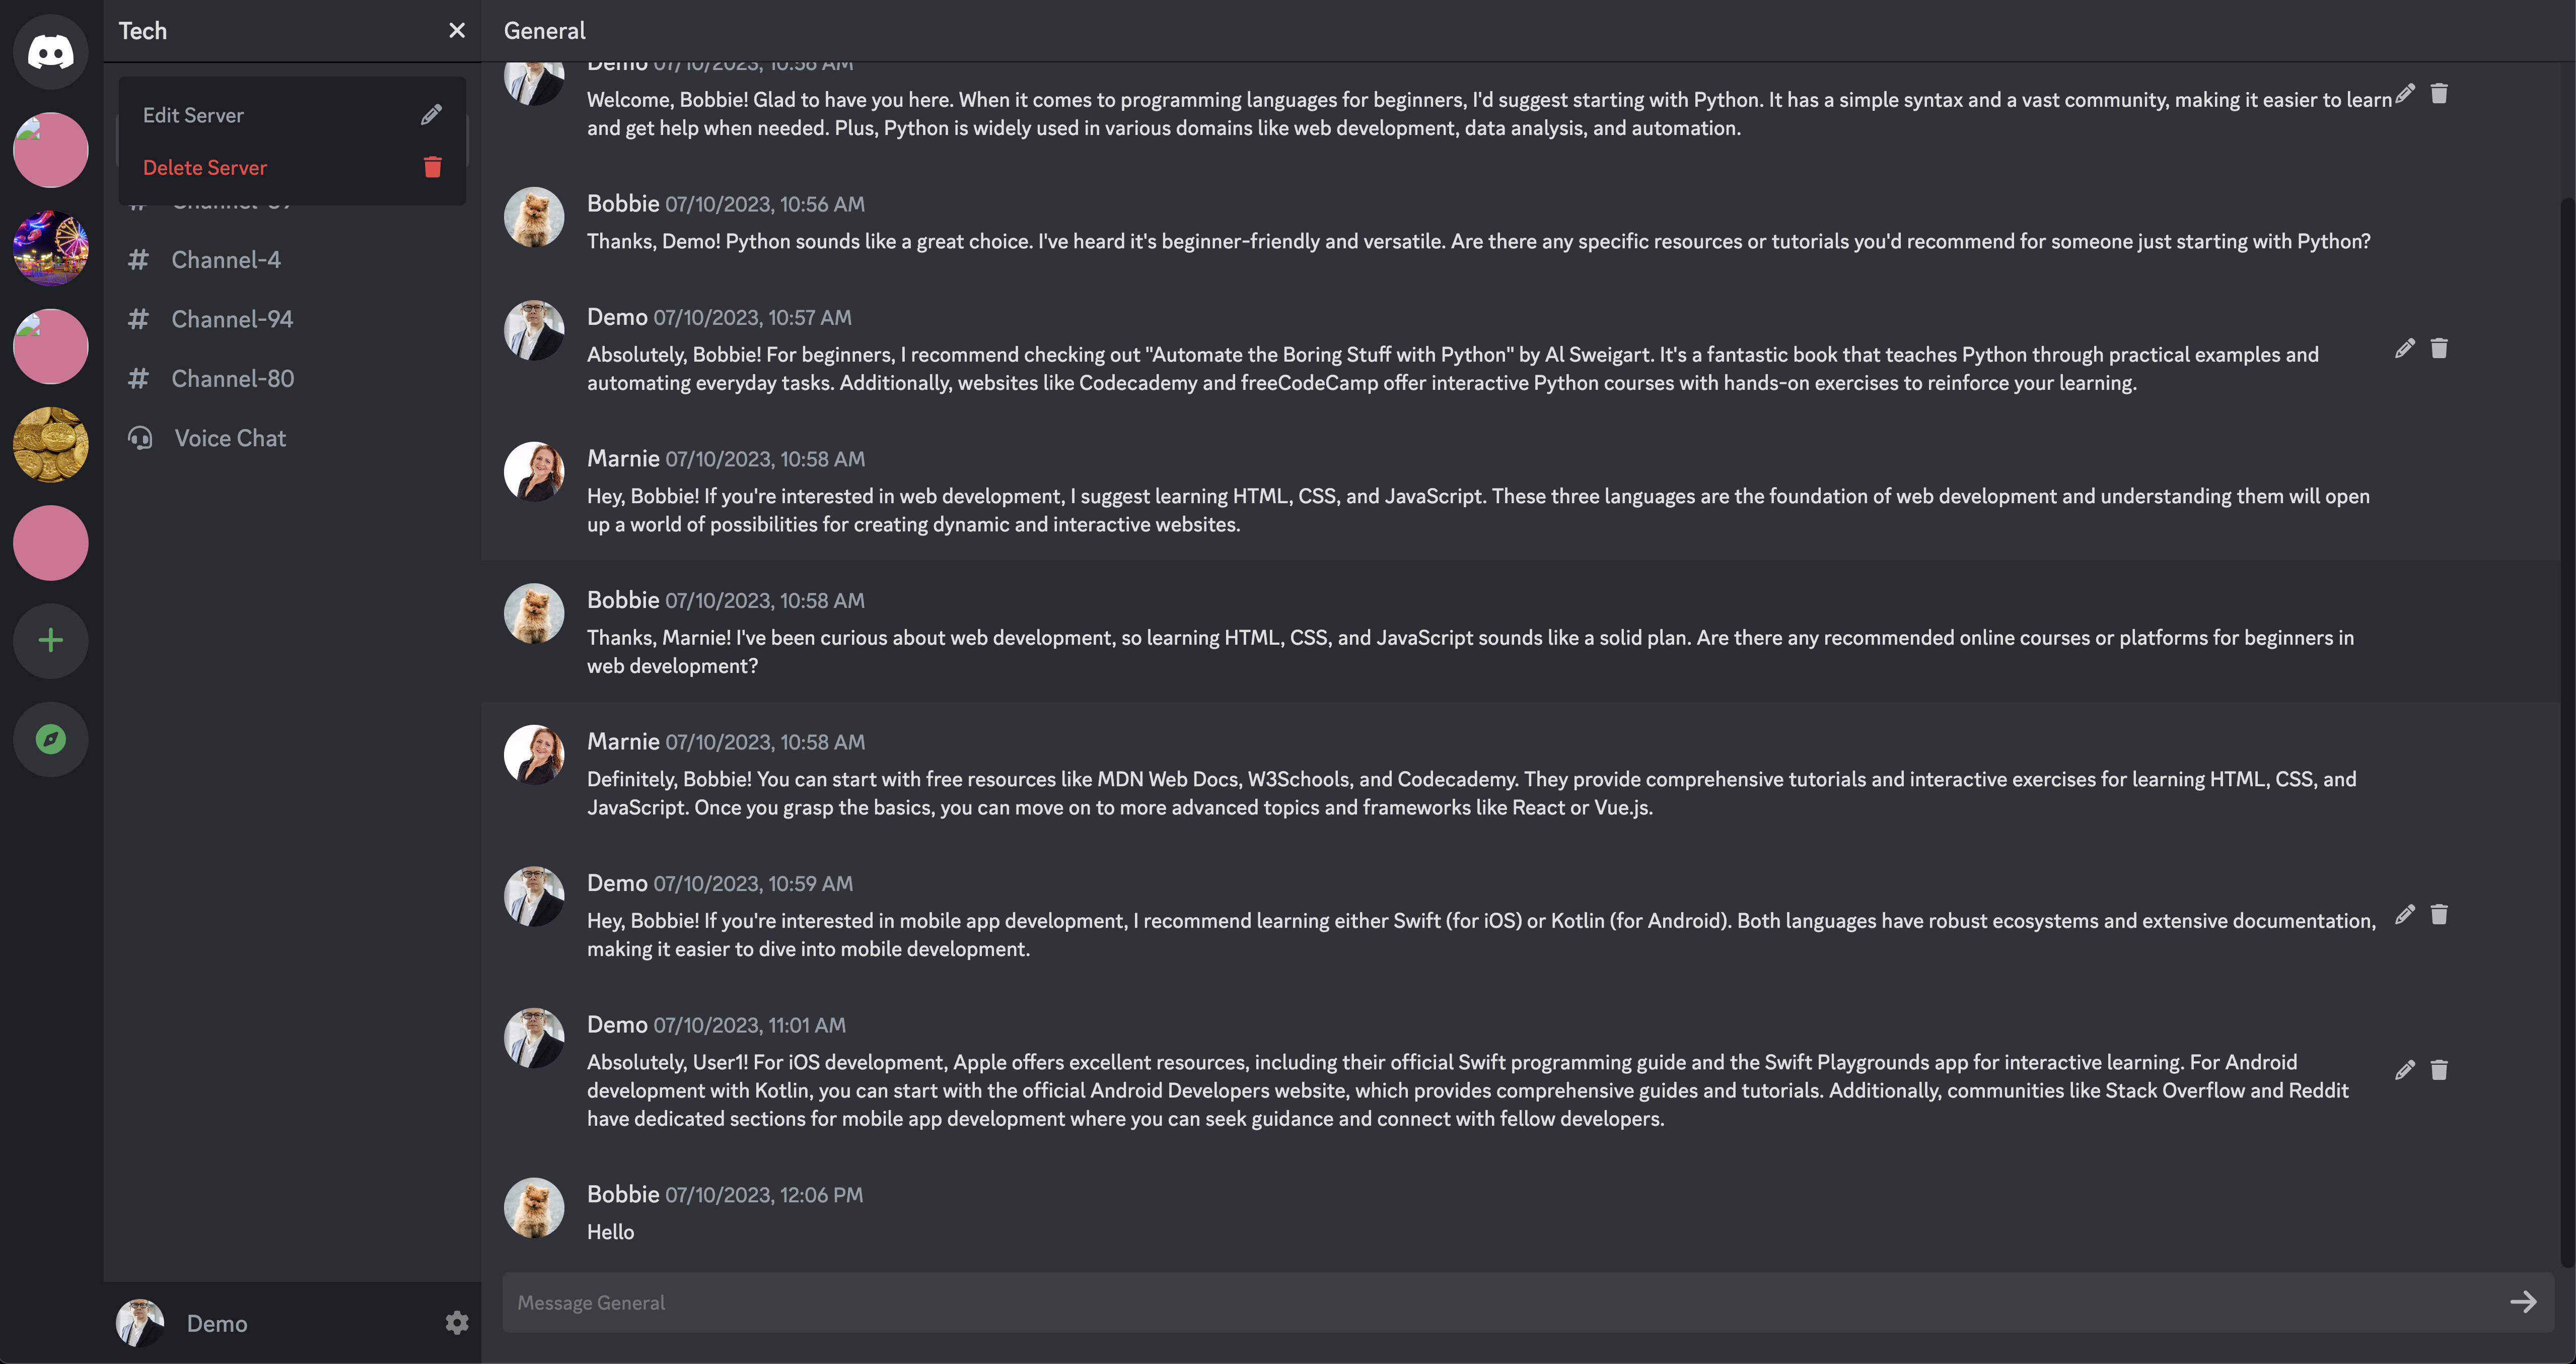 Tech
Edit Server
Delete Server
# Channel-4
# Channel-94
# Channel-80
Voice Chat
Demo
General
Demo 07/10/2023, 10:56 AM
Welcome, Bobbie! Glad to have you here. When it comes to programming languages for beginners, I'd suggest starting with Python. It has a simple syntax and a vast community, making it easier to learn
and get help when needed. Plus, Python is widely used in various domains like web development, data analysis, and automation.
Bobbie 07/10/2023, 10:56 AM
Thanks, Demo! Python sounds like a great choice. I've heard it's beginner-friendly and versatile. Are there any specific resources or tutorials you'd recommend for someone just starting with Python?
Demo 07/10/2023, 10:57 AM
Absolutely, Bobbie! For beginners, I recommend checking out "Automate the Boring Stuff with Python" by Al Sweigart. It's a fantastic book that teaches Python through practical examples and
automating everyday tasks. Additionally, websites like Codecademy and freeCodeCamp offer interactive Python courses with hands-on exercises to reinforce your learning.
Marnie 07/10/2023, 10:58 AM
Hey, Bobbie! If you're interested in web development, I suggest learning HTML, CSS, and JavaScript. These three languages are the foundation of web development and understanding them will open
up a world of possibilities for creating dynamic and interactive websites.
Bobbie 07/10/2023, 10:58 AM
Thanks, Marnie! I've been curious about web development, so learning HTML, CSS, and JavaScript sounds like a solid plan. Are there any recommended online courses or platforms for beginners in
web development?
Marnie 07/10/2023, 10:58 AM
Definitely, Bobbie! You can start with free resources like MDN Web Docs, W3Schools, and Codecademy. They provide comprehensive tutorials and interactive exercises for learning HTML, CSS, and
JavaScript. Once you grasp the basics, you can move on to more advanced topics and frameworks like React or Vue.js.
Demo 07/10/2023, 10:59 AM
Hey, Bobbie! If you're interested in mobile app development, I recommend learning either Swift (for iOS) or Kotlin (for Android). Both languages have robust ecosystems and extensive documentation,
making it easier to dive into mobile development.
Demo 07/10/2023, 11:01 AM
Absolutely, User1! For iOS development, Apple offers excellent resources, including their official Swift programming guide and the Swift Playgrounds app for interactive learning. For Android
development with Kotlin, you can start with the official Android Developers website, which provides comprehensive guides and tutorials. Additionally, communities like Stack Overflow and Reddit
have dedicated sections for mobile app development where you can seek guidance and connect with fellow developers.
Bobbie 07/10/2023, 12:06 PM
Hello
Message General